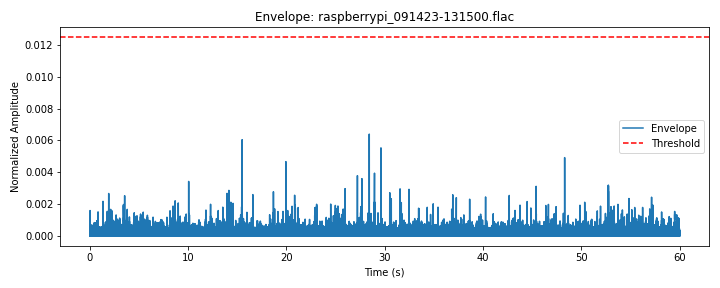 Envelope: raspberrypi_091423-131500.flac
Normalized Amplitude
0.012
0.010
0.008
0.006
0.004
0.002
0.000
Envelope
Threshold
0 10 20 30 40 50 60
Time (s)